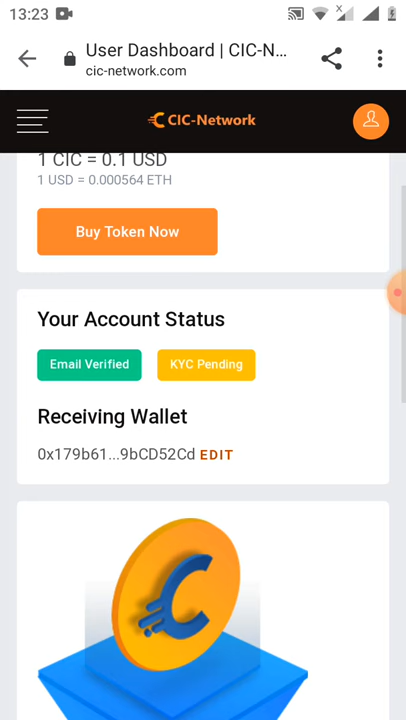 13:23
User Dashboard | CIC-N...
cic-network.com
CIC-Network
1 CIC = 0.1 USD
1 USD = 0.000564 ETH
Buy Token Now
Your Account Status
Email Verified KYC Pending
Receiving Wallet
0x179b61...9bCD52Cd EDIT